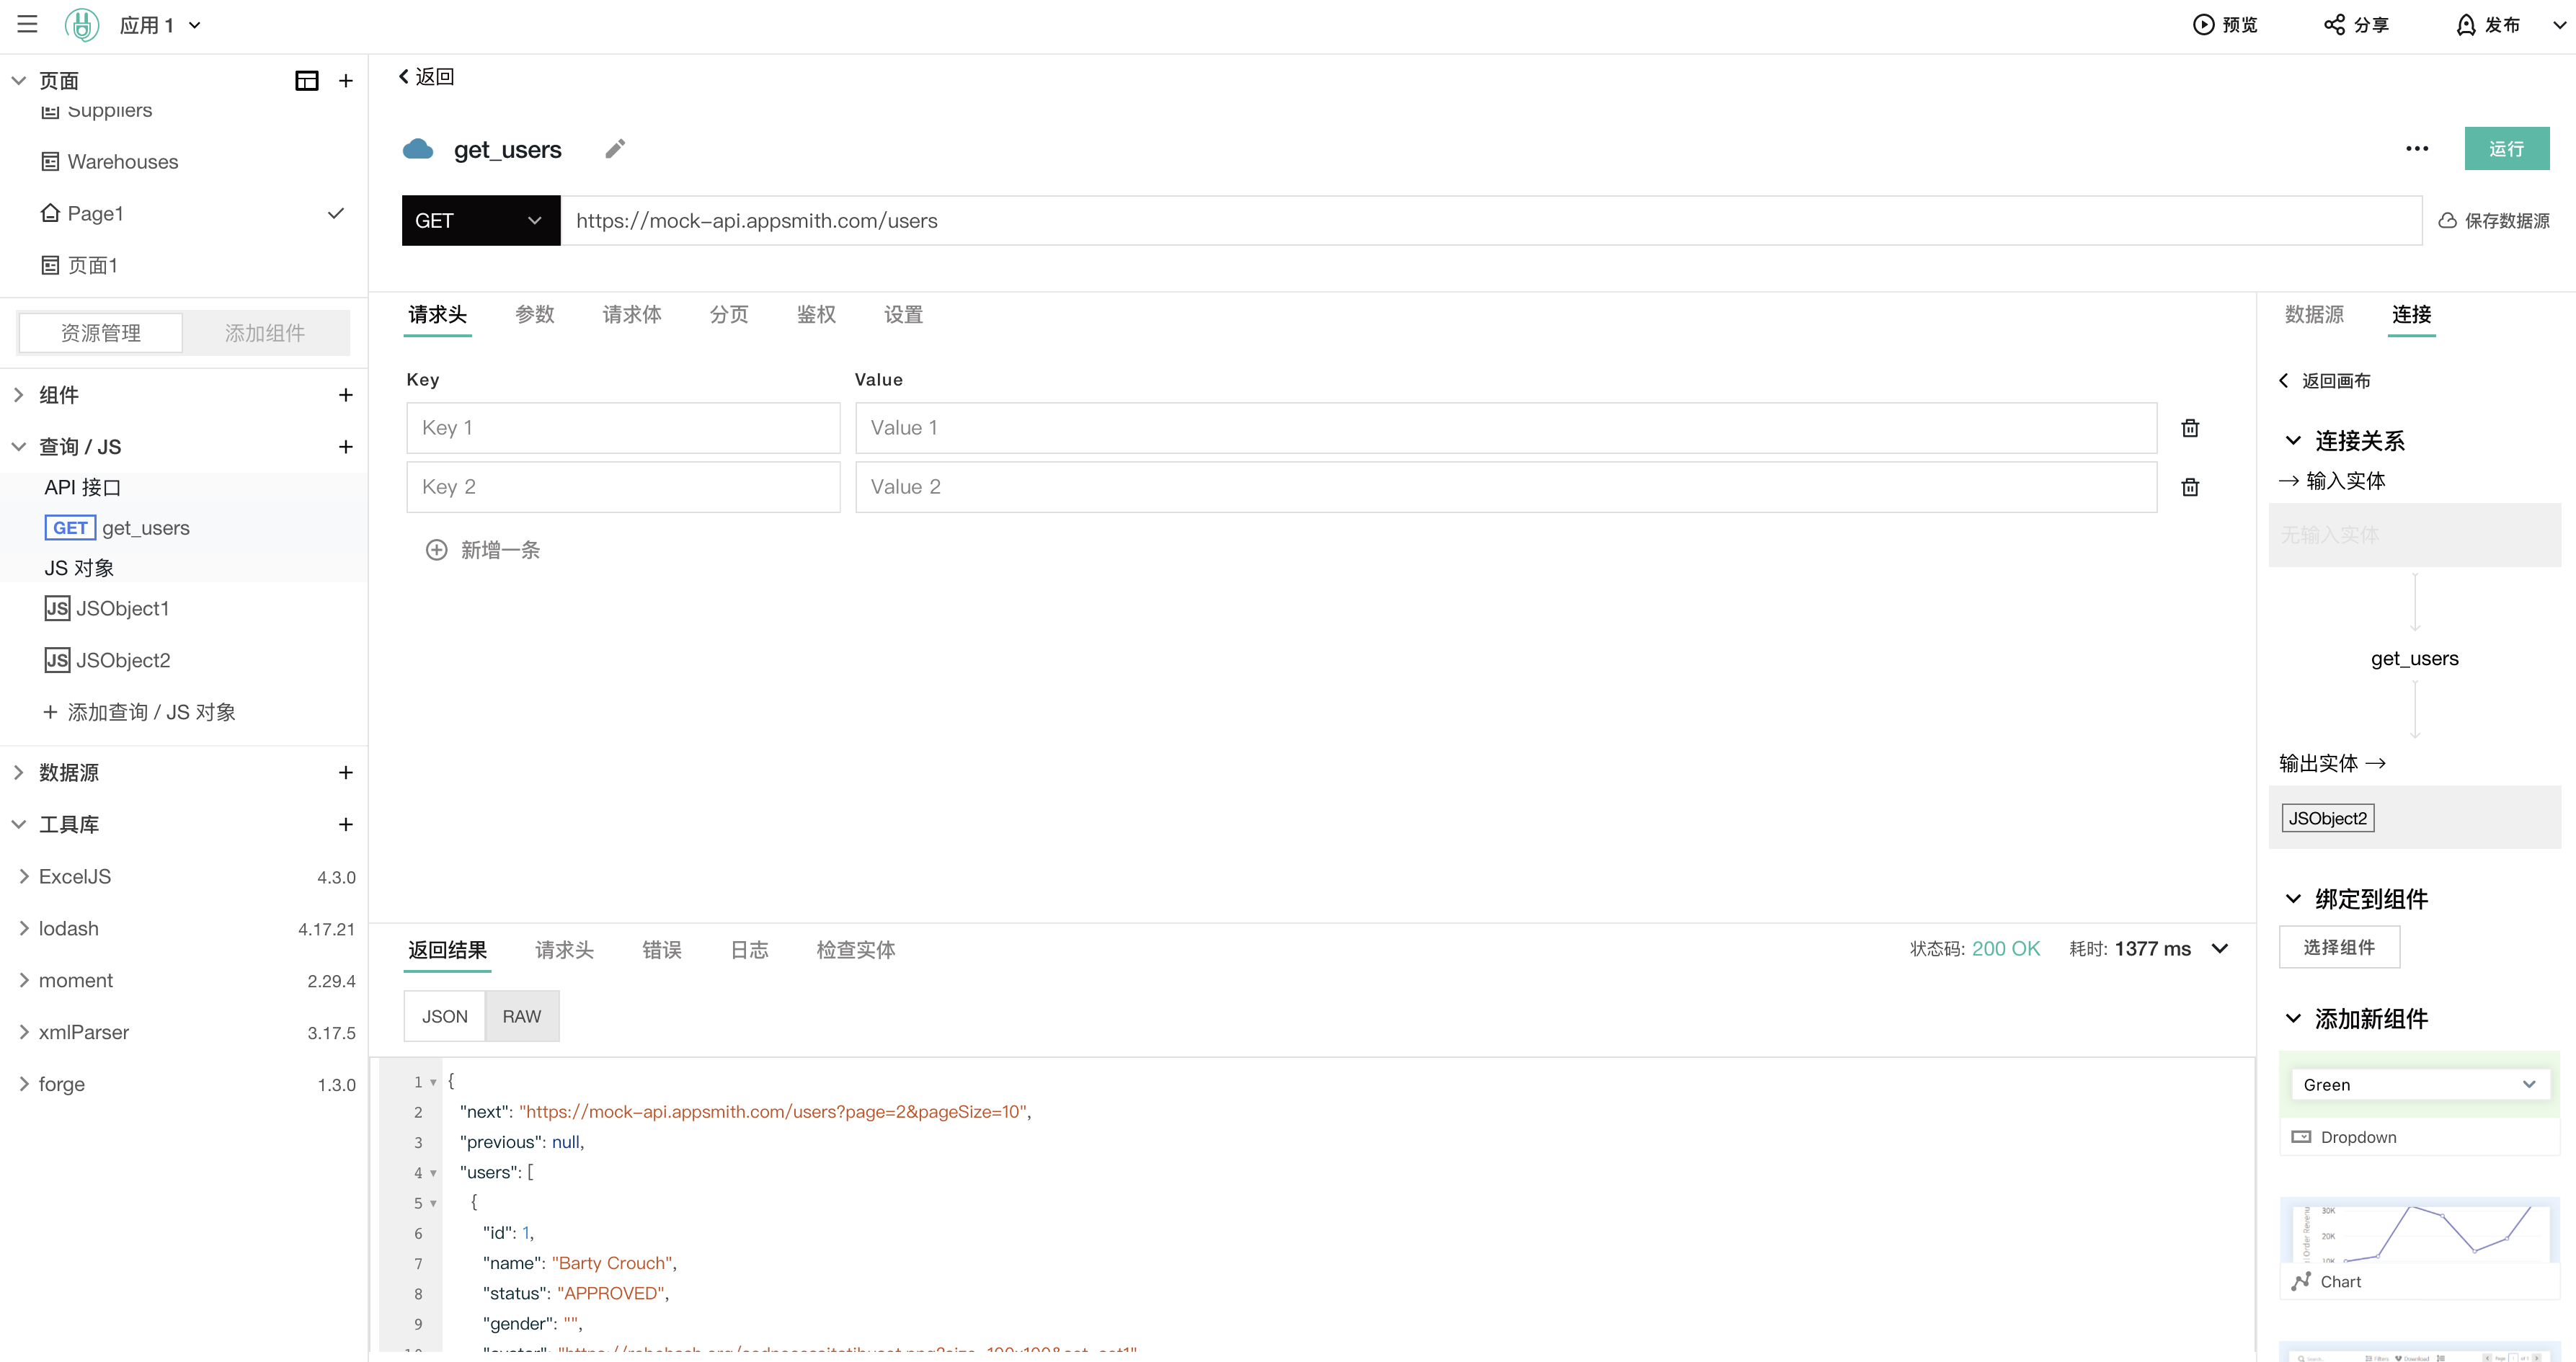 应用 1
预览
分享
发布
页面
Suppliers
Warehouses
Page1
页面1
资源管理
添加组件
组件
查询 / JS
API 接口
GET get_users
JS 对象
JS JSObject1
JS JSObject2
添加查询 / JS 对象
数据源
工具库
ExcelJS 4.3.0
lodash 4.17.21
moment 2.29.4
xmlParser 3.17.5
forge 1.3.0
返回
get_users
运行
GET
https://mock-api.appsmith.com/users
保存数据源
请求头 参数 请求体 分页 鉴权 设置
Key Value
Key 1 Value 1
Key 2 Value 2
新增一条
返回结果 请求头 错误 日志 检查实体
状态码: 200 OK 耗时: 1377 ms
JSON RAW
1 {
2 "next": "https://mock-api.appsmith.com/users?page=2&pageSize=10",
3 "previous": null,
4 "users": [
5 {
6 "id": 1,
7 "name": "Barty Crouch",
8 "status": "APPROVED",
9 "gender": "",
数据源 连接
返回画布
连接关系
输入实体
无输入实体
get_users
输出实体
JSObject2
绑定到组件
选择组件
添加新组件
Green
Dropdown
30K
20K
10K
Chart